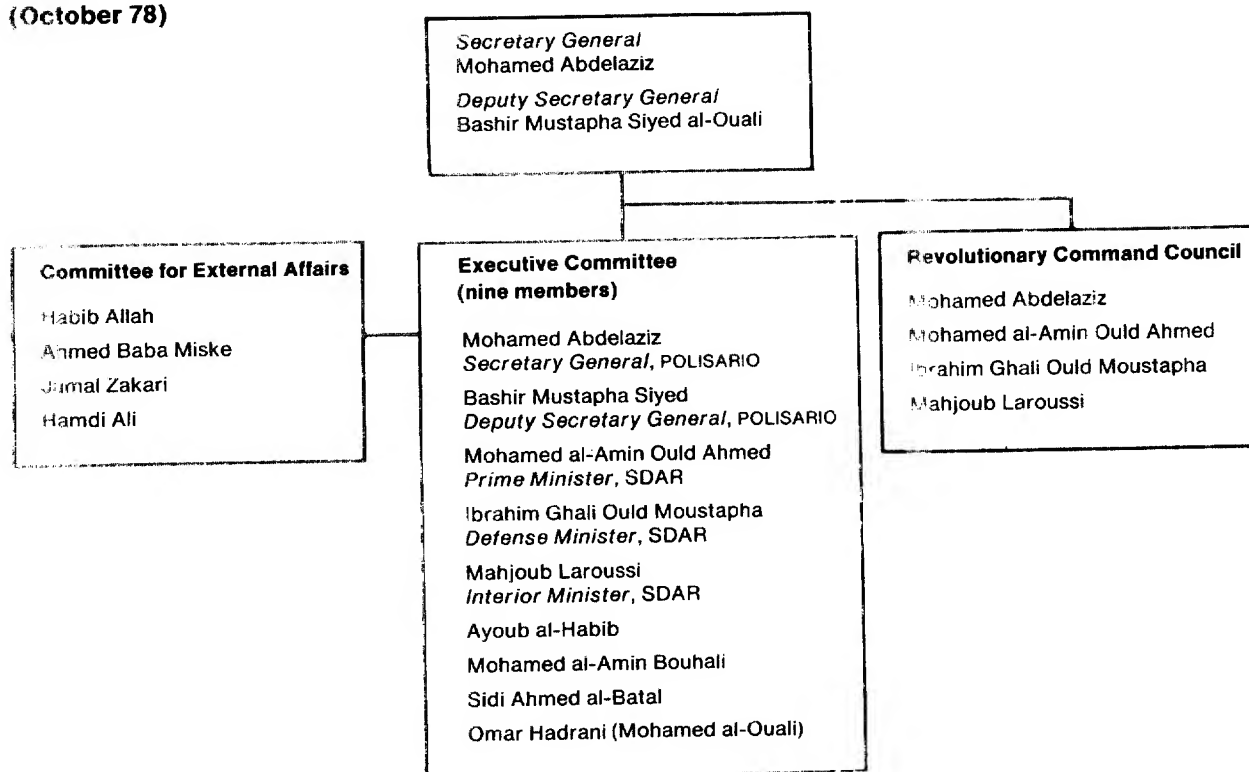 (October 78)
Secretary General
Mohamed Abdelaziz
Deputy Secretary General
Bashir Mustapha Siyed al-Ouali
Committee for External Affairs
Habib Allah
Ahmed Baba Miske
Jamal Zakari
Hamdi Ali
Executive Committee
(nine members)
Mohamed Abdelaziz
Secretary General, POLISARIO
Bashir Mustapha Siyed
Deputy Secretary General, POLISARIO
Mohamed al-Amin Ould Ahmed
Prime Minister, SDAR
Ibrahim Ghali Ould Moustapha
Defense Minister, SDAR
Mahjoub Laroussi
Interior Minister, SDAR
Ayoub al-Habib
Mohamed al-Amin Bouhali
Sidi Ahmed al-Batal
Omar Hadrani (Mohamed al-Ouali)
Revolutionary Command Council
Mohamed Abdelaziz
Mohamed al-Amin Ould Ahmed
Ibrahim Ghali Ould Moustapha
Mahjoub Laroussi